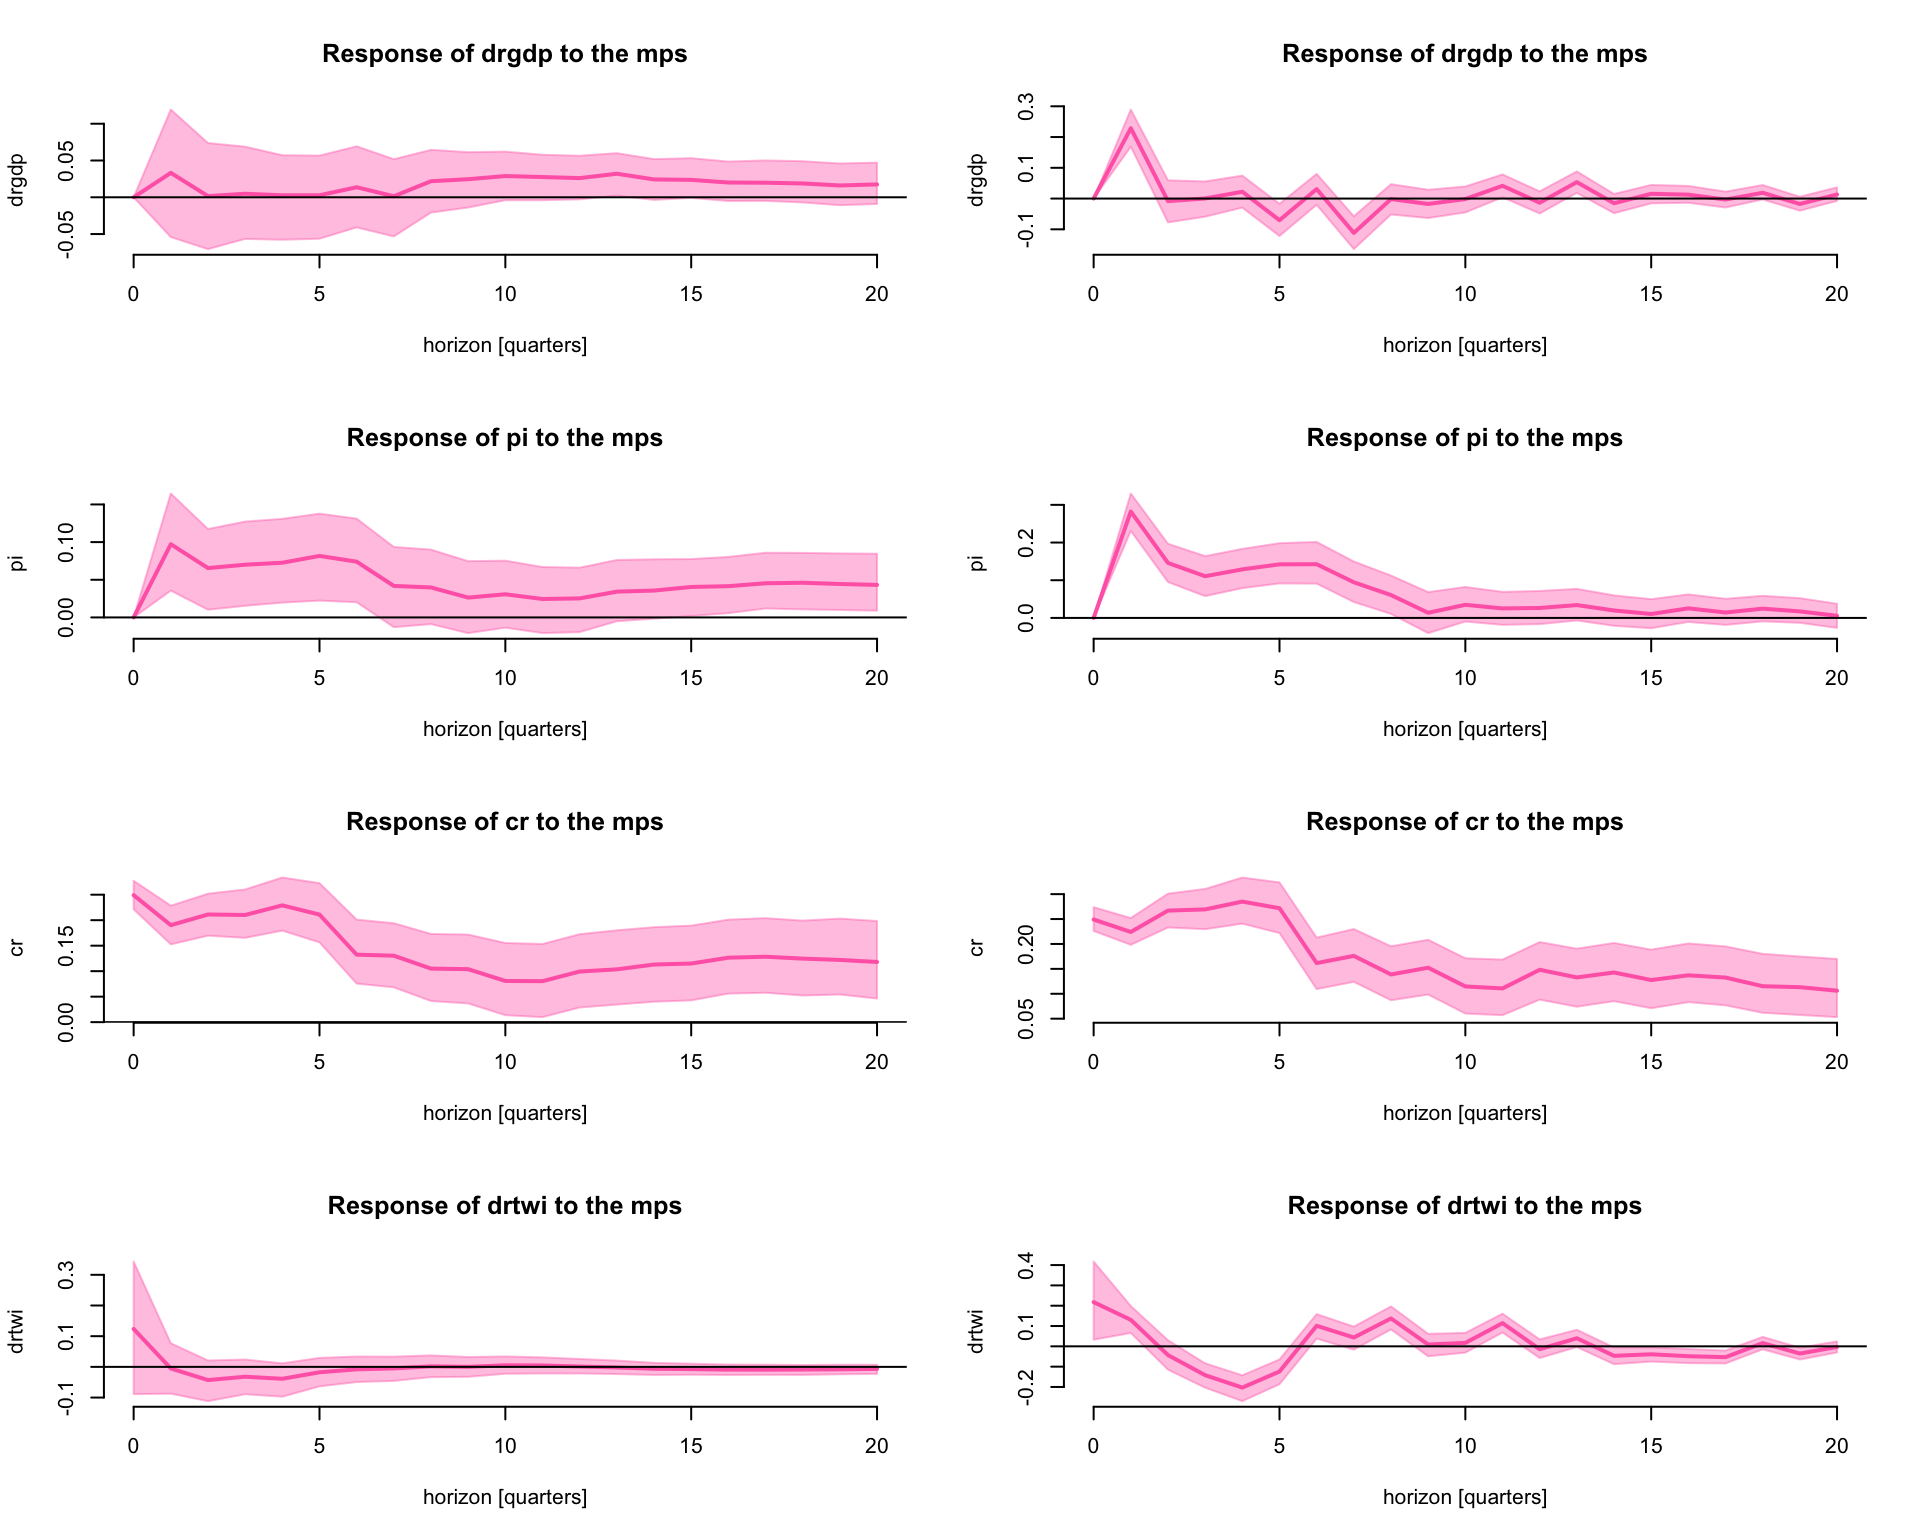 Response of drgdp to the mps
drgdp
-0.05
0.05
0
5
10
15
20
horizon [quarters]
Response of drgdp to the mps
drgdp
-0.1
0.1
0.3
0
5
10
15
20
horizon [quarters]
Response of pi to the mps
pi
0.00
0.10
0
5
10
15
20
horizon [quarters]
Response of pi to the mps
pi
0.0
0.2
0
5
10
15
20
horizon [quarters]
Response of cr to the mps
cr
0.00
0.15
0
5
10
15
20
horizon [quarters]
Response of cr to the mps
cr
0.05
0.20
0
5
10
15
20
horizon [quarters]
Response of drtwi to the mps
drtwi
-0.1
0.1
0.3
0
5
10
15
20
horizon [quarters]
Response of drtwi to the mps
drtwi
-0.2
0.1
0.4
0
5
10
15
20
horizon [quarters]